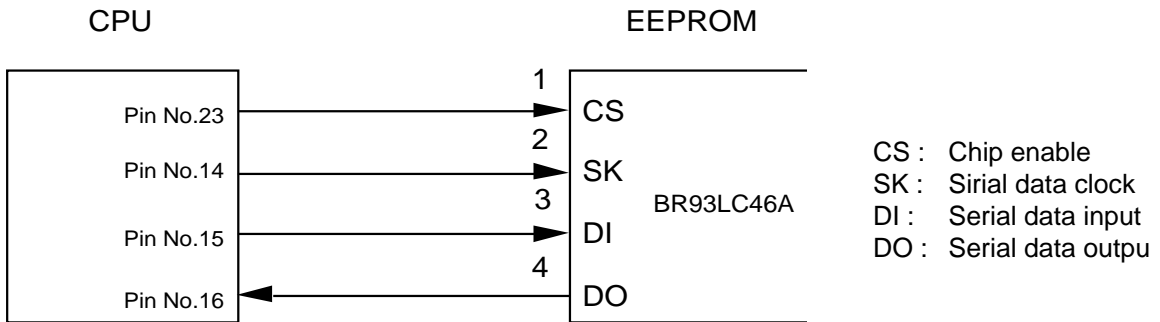 CPU EEPROM
1
Pin No.23 CS
2
Pin No.14 SK
3
BR93LC46A
Pin No.15 DI
4
Pin No.16 DO
CS : Chip enable
SK : Sirial data clock
DI : Serial data input
DO : Serial data outpu